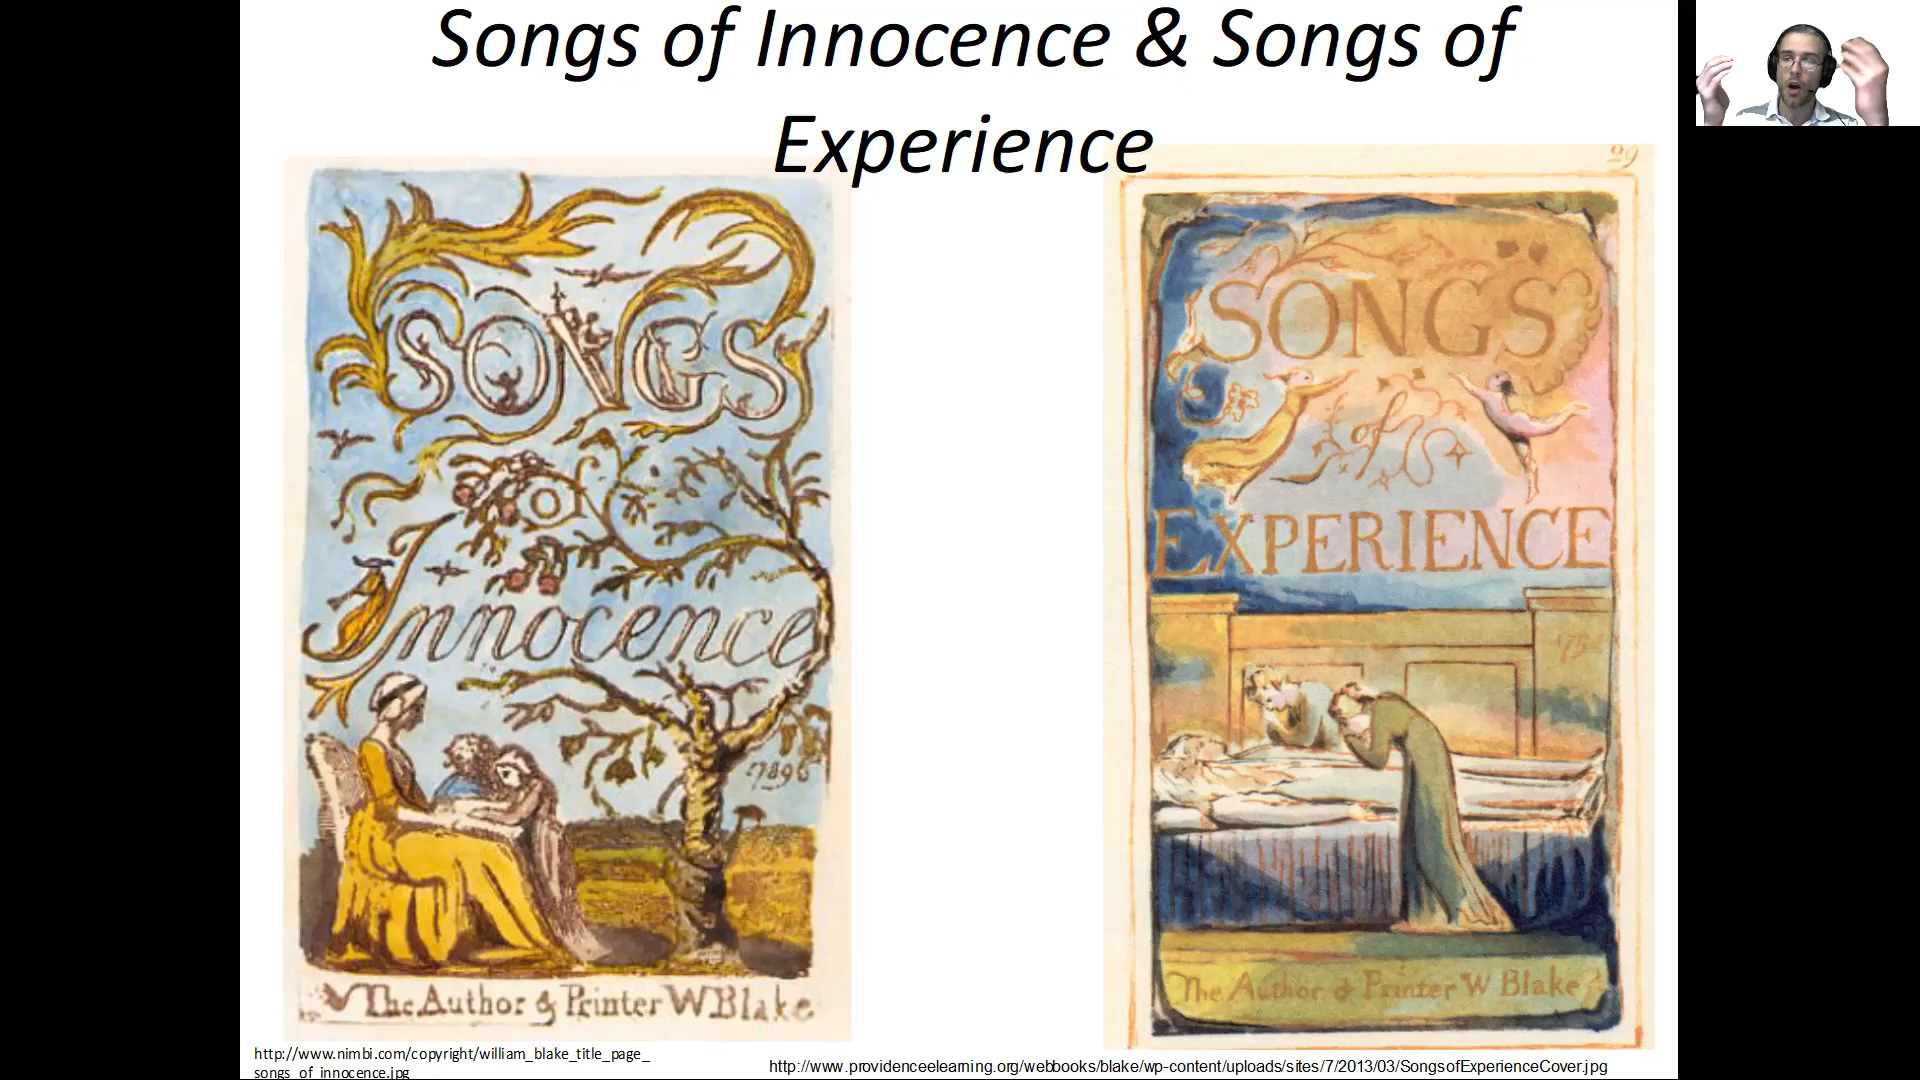 Songs of Innocence & Songs of
Experience
SONGS
of
Innocence
1789
The Author & Printer W Blake
29
SONGS
of
EXPERIENCE
The Author & Printer W Blake
http://www.nimbi.com/copyright/william_blake_title_page_
songs_of_innocence.jpg
http://www.providenceelearning.org/webbooks/blake/wp-content/uploads/sites/7/2013/03/SongsofExperienceCover.jpg